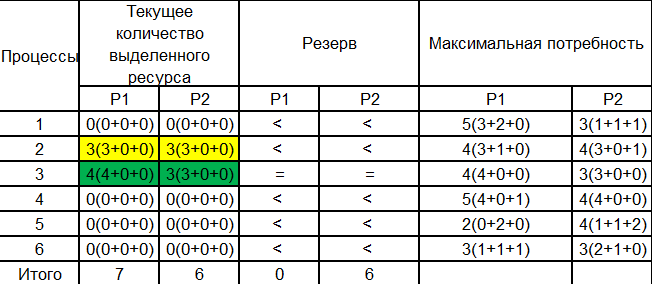 Процессы Текущее количество выделенного ресурса Резерв Максимальная потребность
Р1 Р2 Р1 Р2 Р1 Р2
1 0(0+0+0) 0(0+0+0) < < 5(3+2+0) 3(1+1+1)
2 3(3+0+0) 3(3+0+0) < < 4(3+1+0) 4(3+0+1)
3 4(4+0+0) 3(3+0+0) = = 4(4+0+0) 3(3+0+0)
4 0(0+0+0) 0(0+0+0) < < 5(4+0+1) 4(4+0+0)
5 0(0+0+0) 0(0+0+0) < < 2(0+2+0) 4(1+1+2)
6 0(0+0+0) 0(0+0+0) < < 3(1+1+1) 3(2+1+0)
Итого 7 6 0 6